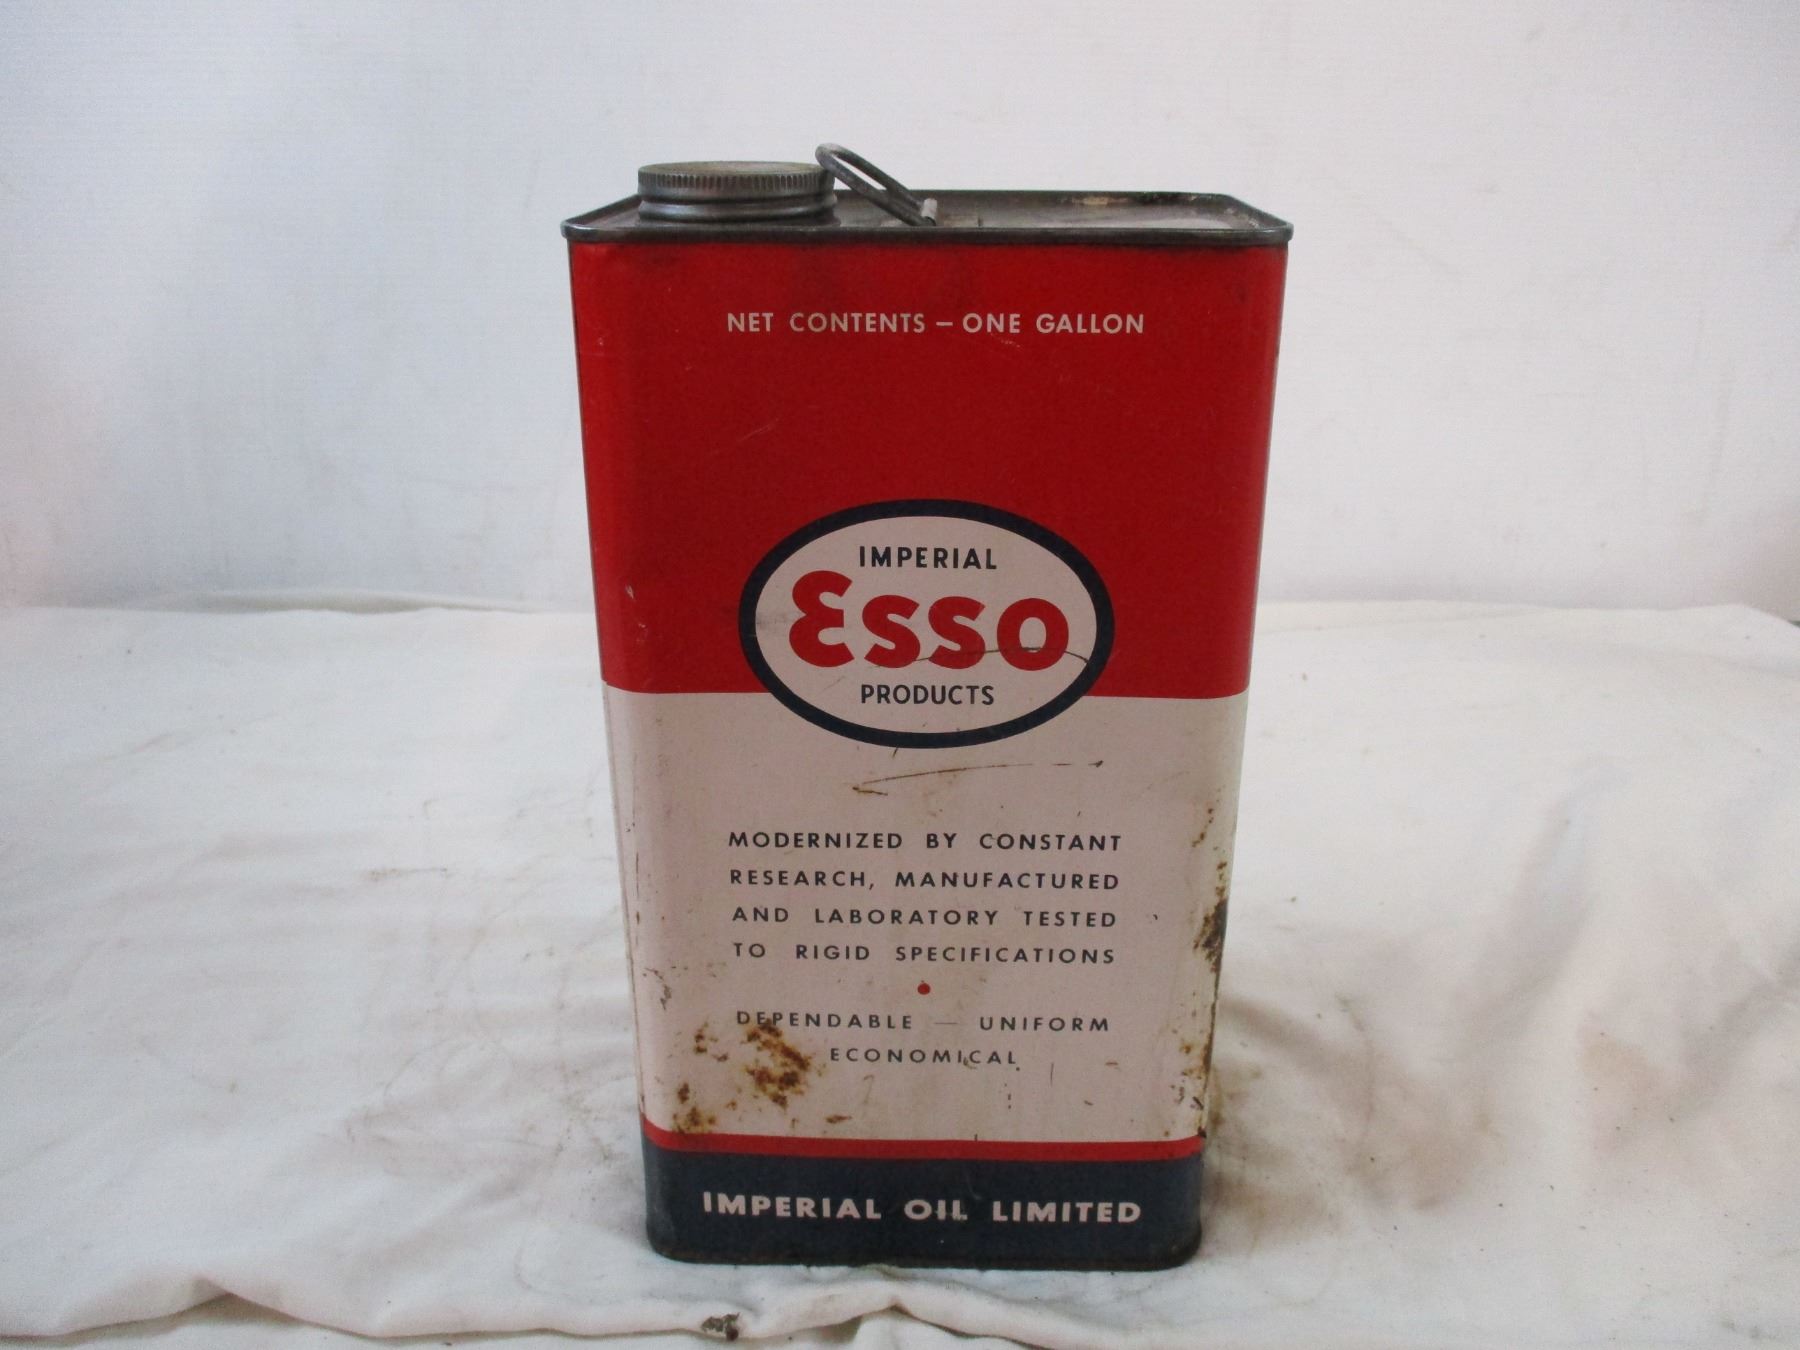 NET CONTENTS – ONE GALLON
IMPERIAL
Esso
PRODUCTS
MODERNIZED BY CONSTANT
RESEARCH, MANUFACTURED
AND LABORATORY TESTED
TO RIGID SPECIFICATIONS
DEPENDABLE — UNIFORM
ECONOMICAL
IMPERIAL OIL LIMITED